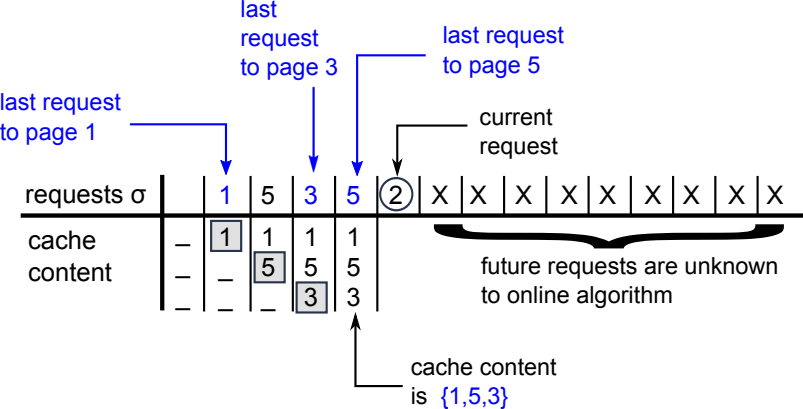 last
request
to page 3
last request
to page 5
last request
to page 1
current
request
requests σ 1 5 3 5 2 X X X X X X X X X
cache _ 1 1 1 1
content _ _ 5 5 5
_ _ _ 3 3
future requests are unknown
to online algorithm
cache content
is {1,5,3}